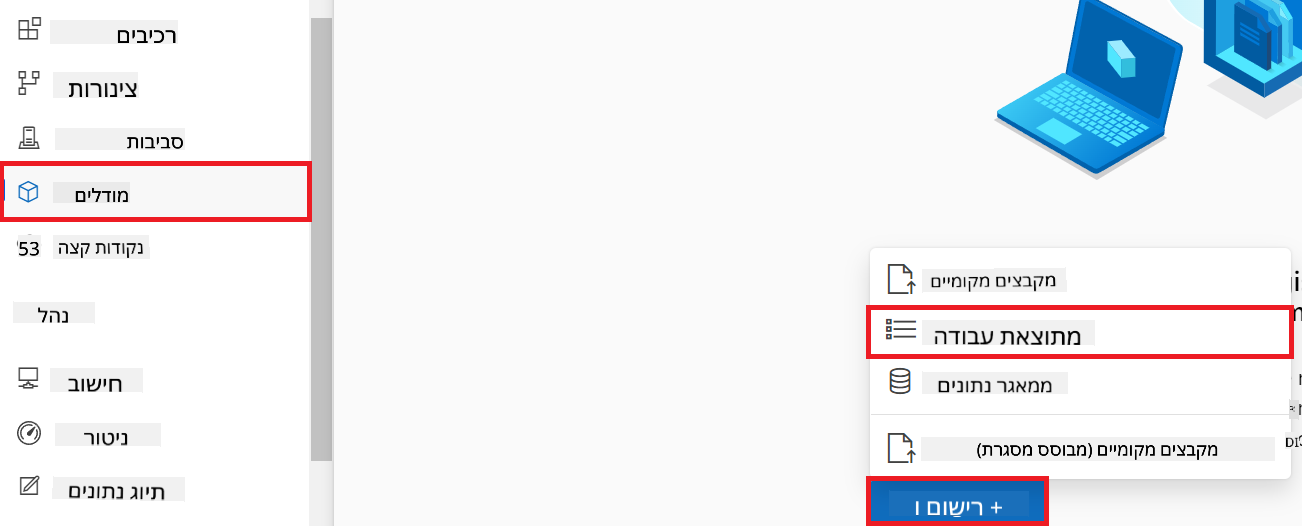 רכיבים
צינורות
סביבות
מודלים
53
נקודות קצה
נהל
חישוב
ניטור
תיוג נתונים
מקבצים מקומיים
מתוצאת עבודה
ממאגר נתונים
מקבצים מקומיים (מבוסס מסגרת)
+ רישום ו